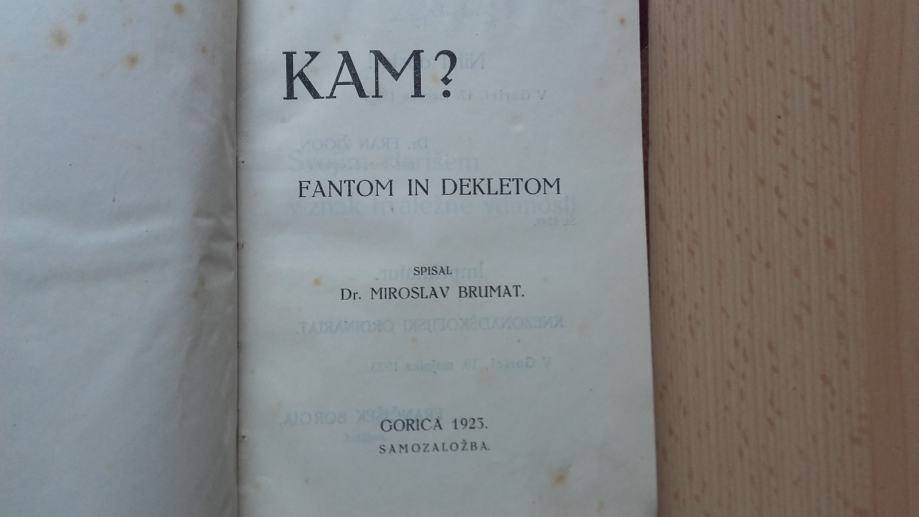 KAM?
FANTOM IN DEKLETOM
SPISAL
Dr. MIROSLAV BRUMAT.
GORICA 1923.
SAMOZALOŽBA.